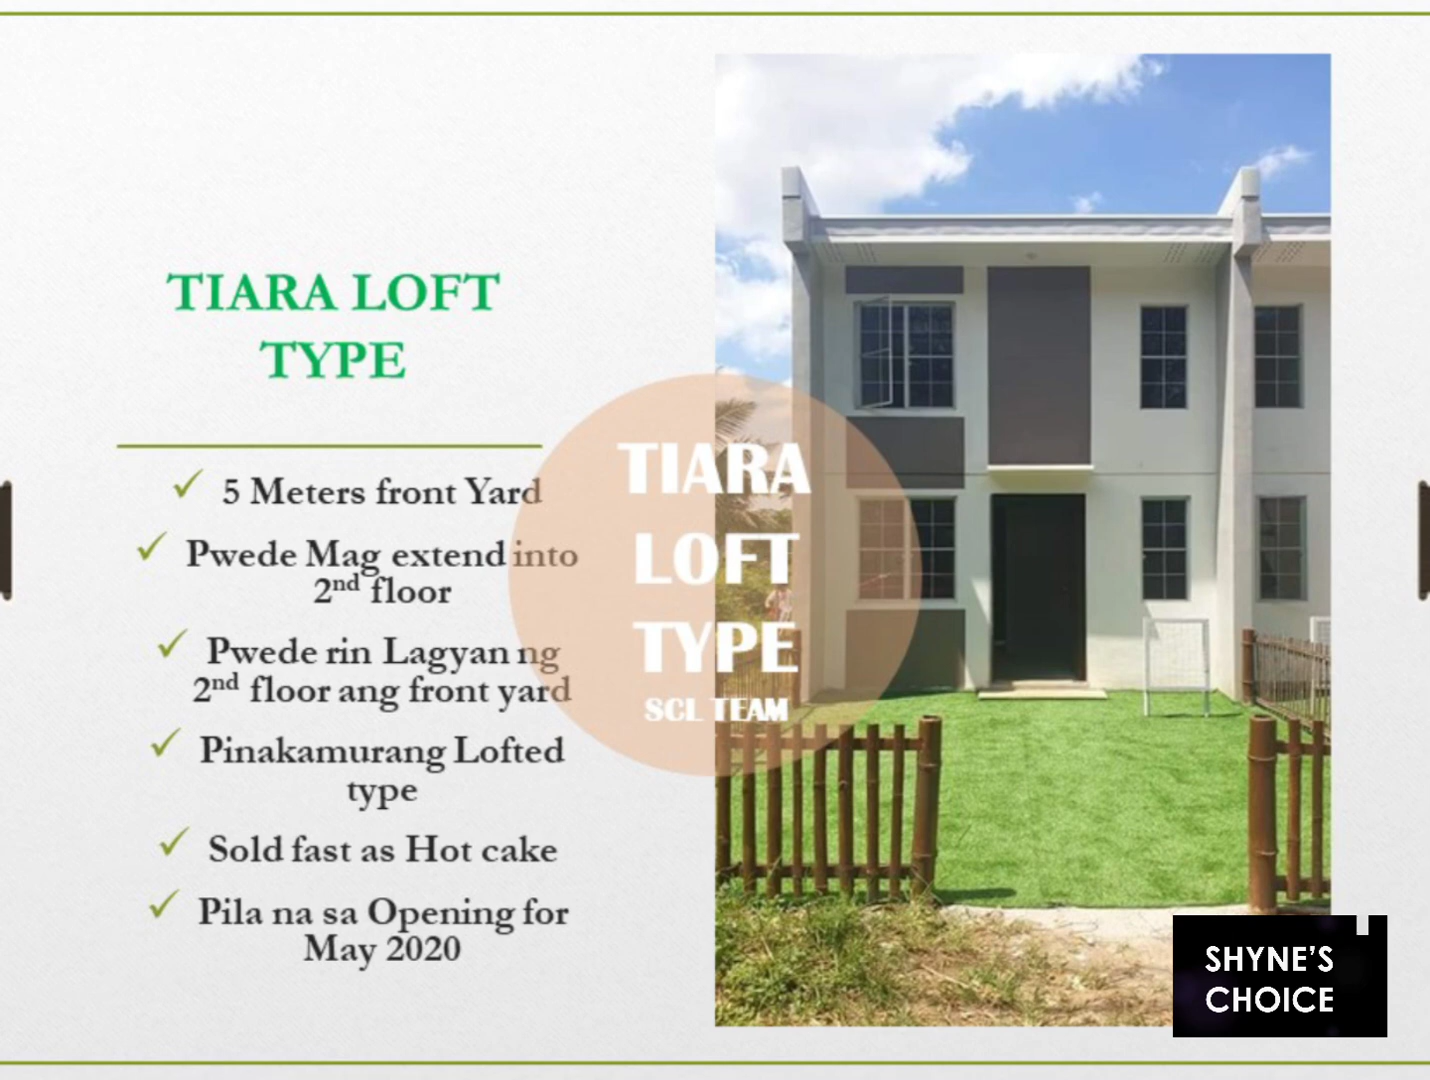 TIARA LOFT
TYPE
✓ 5 Meters front Yard
✓ Pwede Mag extend into
2nd floor
✓ Pwede rin Lagyan ng
2nd floor ang front yard
✓ Pinakamurang Lofted
type
✓ Sold fast as Hot cake
✓ Pila na sa Opening for
May 2020
TIARA
LOFT
TYPE
SCL TEAM
SHYNE'S
CHOICE